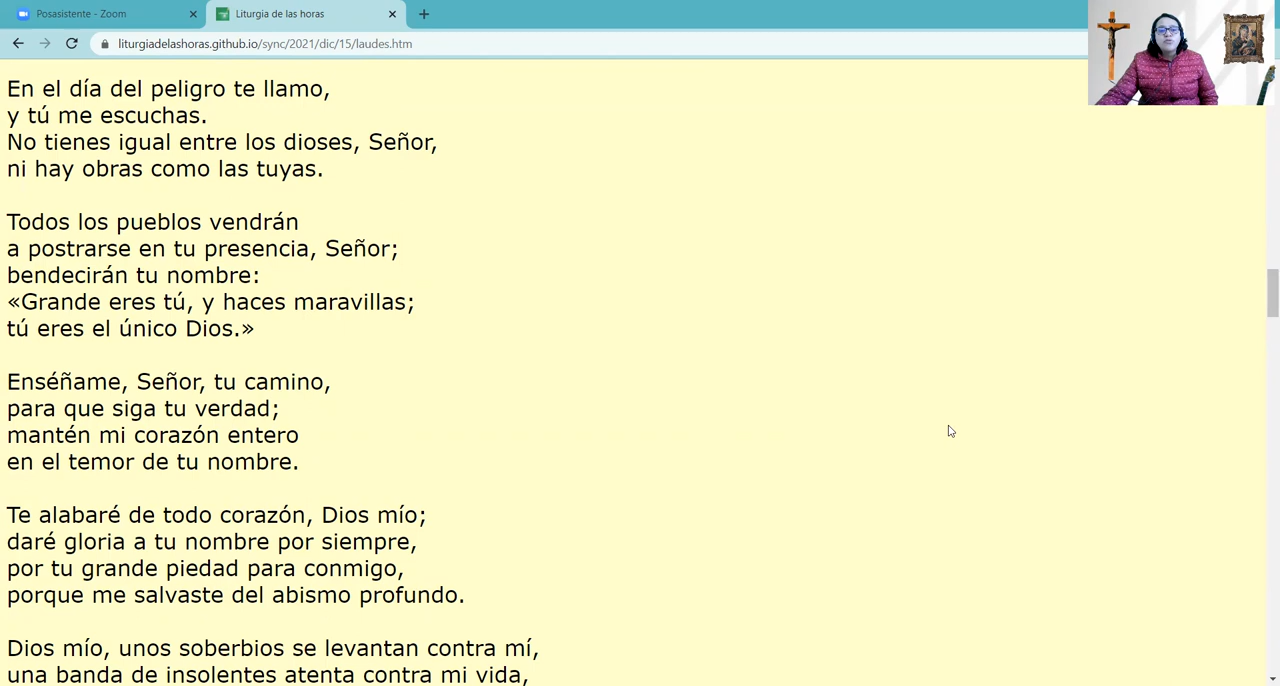 Posasistente - Zoom
Liturgia de las horas
liturgiadelashoras.github.io/sync/2021/dic/15/laudes.htm
En el día del peligro te llamo,
y tú me escuchas.
No tienes igual entre los dioses, Señor,
ni hay obras como las tuyas.
Todos los pueblos vendrán
a postrarse en tu presencia, Señor;
bendecirán tu nombre:
«Grande eres tú, y haces maravillas;
tú eres el único Dios.»
Enséñame, Señor, tu camino,
para que siga tu verdad;
mantén mi corazón entero
en el temor de tu nombre.
Te alabaré de todo corazón, Dios mío;
daré gloria a tu nombre por siempre,
por tu grande piedad para conmigo,
porque me salvaste del abismo profundo.
Dios mío, unos soberbios se levantan contra mí,
una banda de insolentes atenta contra mi vida,